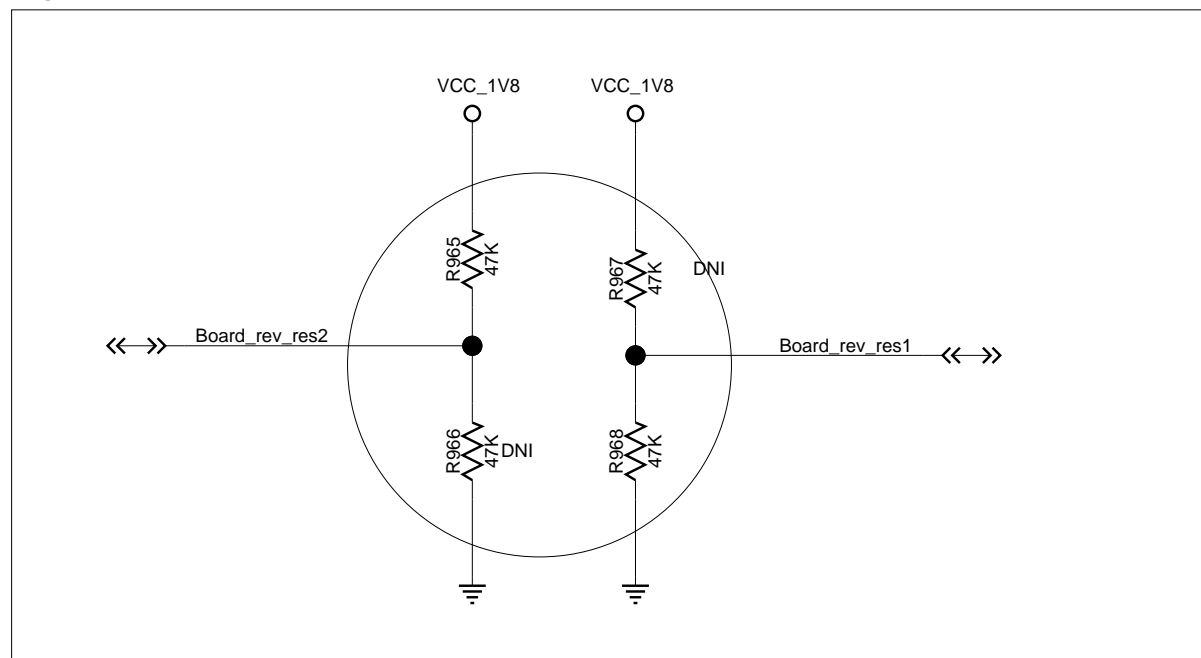 VCC_1V8
VCC_1V8
R965
47K
R967
47K
DNI
Board_rev_res2
Board_rev_res1
R966
47K
DNI
R968
47K